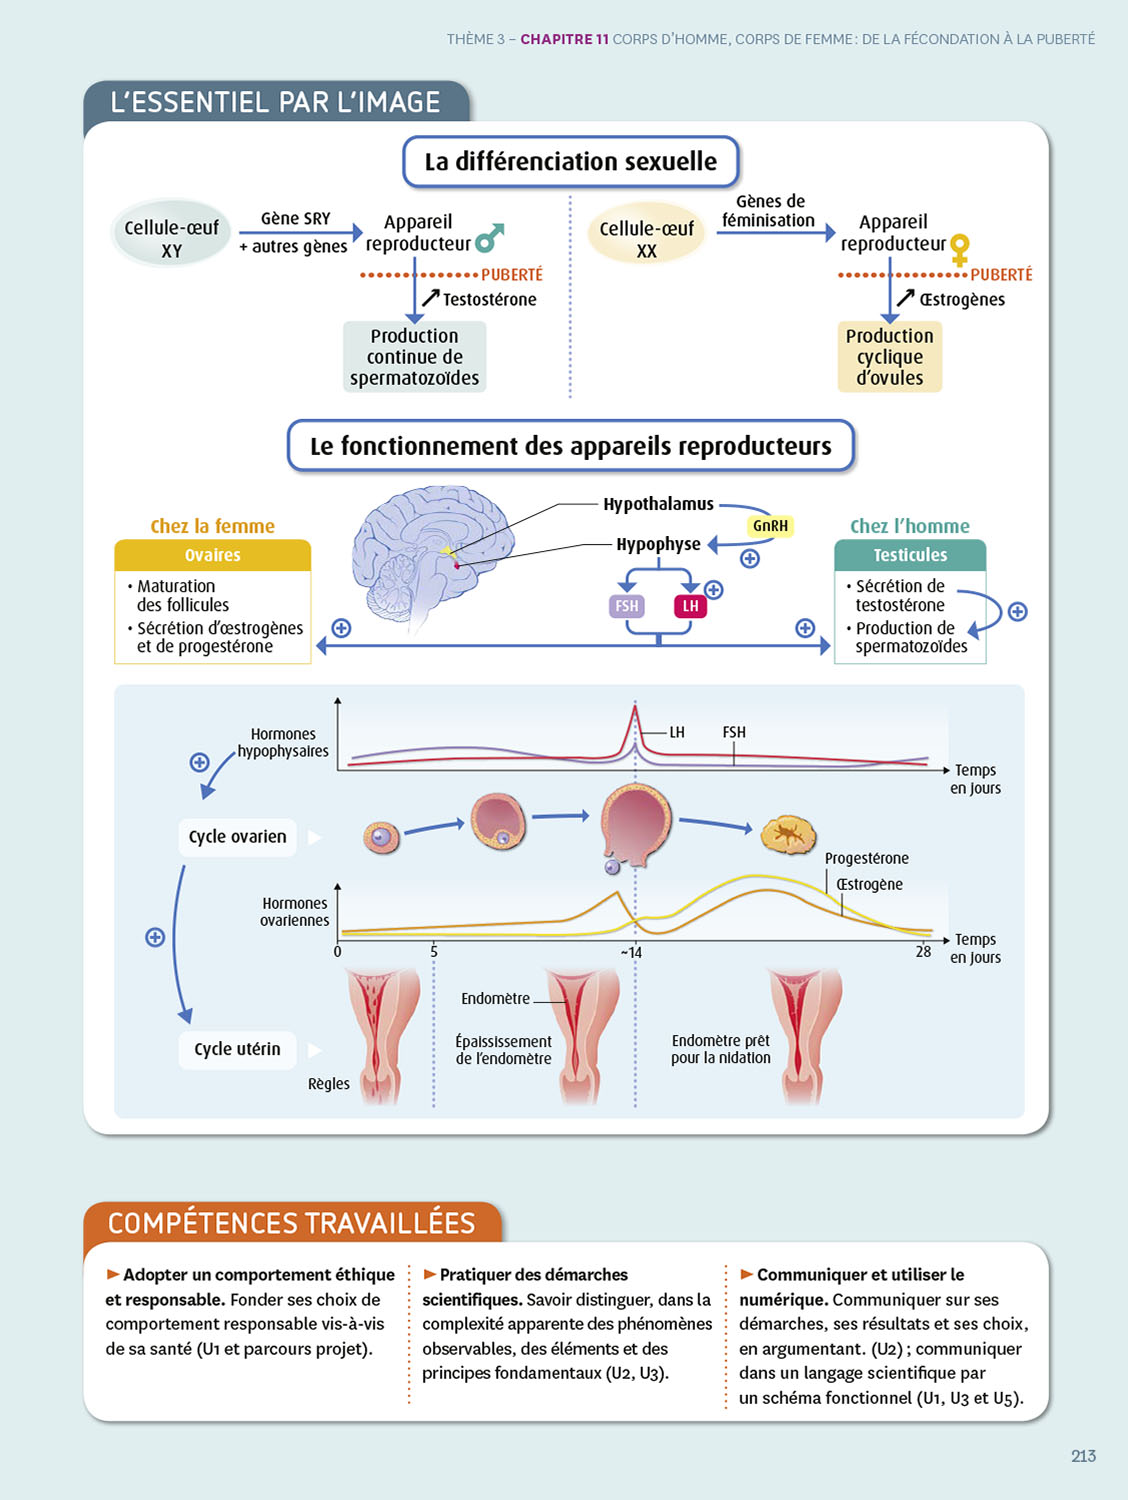 THÈME 3 – CHAPITRE 11 CORPS D'HOMME, CORPS DE FEMME : DE LA FÉCONDATION À LA PUBERTÉ
L'ESSENTIEL PAR L'IMAGE
La différenciation sexuelle
Cellule-œuf
XY
Gène SRY
+ autres gènes
Appareil
reproducteur
PUBERTÉ
Testostérone
Production
continue de
spermatozoïdes
Cellule-œuf
XX
Gènes de
féminisation
Appareil
reproducteur
PUBERTÉ
Œstrogènes
Production
cyclique
d'ovules
Le fonctionnement des appareils reproducteurs
Chez la femme
Ovaires
• Maturation
des follicules
• Sécrétion d'œstrogènes
et de progestérone
Hypothalamus
GnRH
Hypophyse
FSH
LH
Chez l'homme
Testicules
• Sécrétion de
testostérone
• Production de
spermatozoïdes
Hormones
hypophysaires
LH
FSH
Temps
en jours
Cycle ovarien
Progestérone
Œstrogène
Hormones
ovariennes
0
5
~14
28
Temps
en jours
Endomètre
Épaississement
de l'endomètre
Endomètre prêt
pour la nidation
Cycle utérin
Règles
COMPÉTENCES TRAVAILLÉES
► Adopter un comportement éthique
et responsable. Fonder ses choix de
comportement responsable vis-à-vis
de sa santé (U1 et parcours projet).
► Pratiquer des démarches
scientifiques. Savoir distinguer, dans la
complexité apparente des phénomènes
observables, des éléments et des
principes fondamentaux (U2, U3).
► Communiquer et utiliser le
numérique. Communiquer sur ses
démarches, ses résultats et ses choix,
en argumentant. (U2) ; communiquer
dans un langage scientifique par
un schéma fonctionnel (U1, U3 et U5).
213